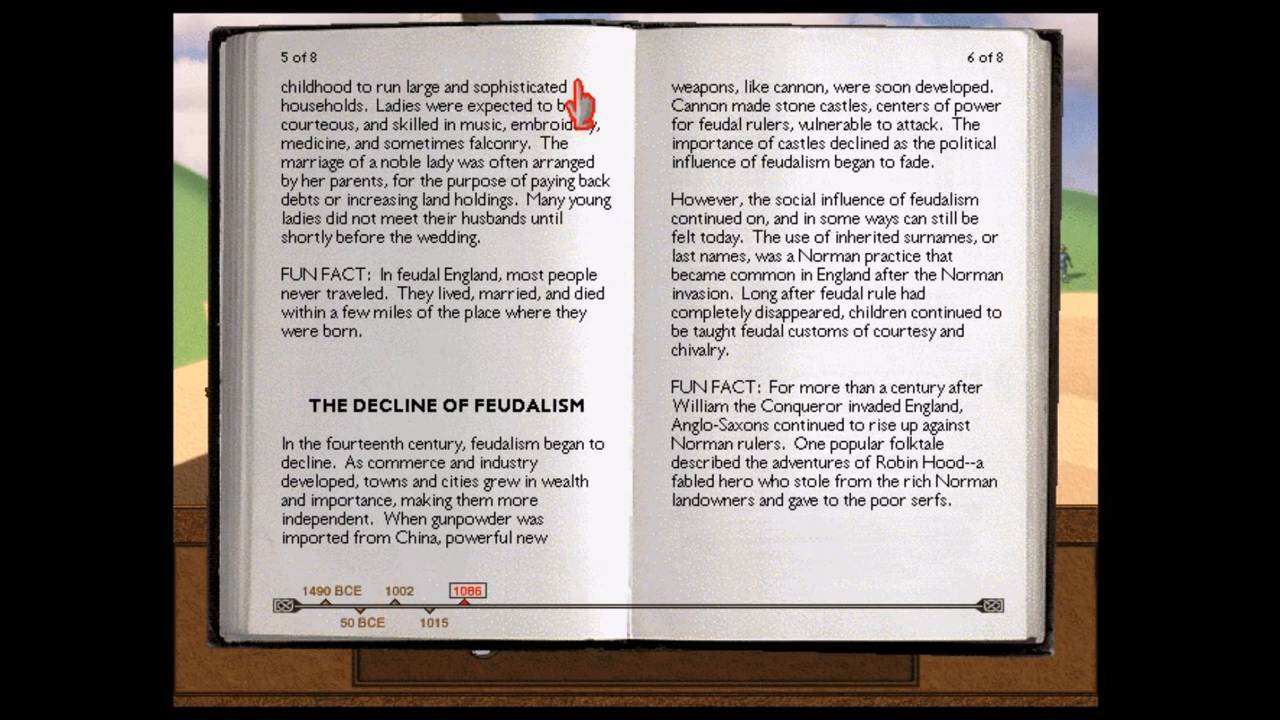 5 of 8
childhood to run large and sophisticated
households. Ladies were expected to
courteous, and skilled in music,
medicine, and sometimes falconry. The
marriage of a noble lady was often arranged
by her parents, for the purpose of paying back
debts or increasing land holdings. Many young
ladies did not meet their husbands until
shortly before the wedding.
FUN FACT: In feudal England, most people
never traveled. They lived, married, and died
within a few miles of the place where they
were born.
THE DECLINE OF FEUDALISM
In the fourteenth century, feudalism began to
decline. As commerce and industry
developed, towns and cities grew in wealth
and importance, making them more
independent. When gunpowder was
imported from China, powerful new
6 of 8
weapons, like cannon, were soon developed.
Cannon made stone castles, centers of power
for feudal rulers, vulnerable to attack. The
importance of castles declined as the political
influence of feudalism began to fade.
However, the social influence of feudalism
continued on, and in some ways can still be
felt today. The use of inherited surnames, or
last names, was a Norman practice that
became common in England after the Norman
invasion. Long after feudal rule had
completely disappeared, children continued to
be taught feudal customs of courtesy and
chivalry.
FUN FACT: For more than a century after
William the Conqueror invaded England,
Anglo-Saxons continued to rise up against
Norman rulers. One popular folktale
described the adventures of Robin Hood--a
fabled hero who stole from the rich Norman
landowners and gave to the poor serfs.
1490 BCE 1002 1086
50 BCE 1015